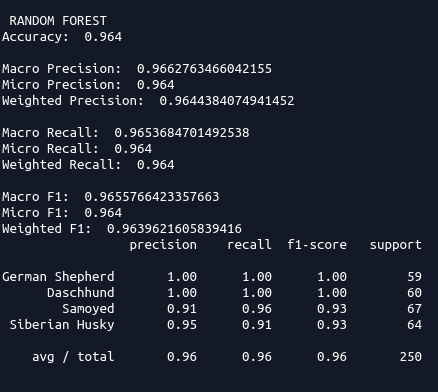 RANDOM FOREST
Accuracy:  0.964
Macro Precision:  0.9662763466042155
Micro Precision:  0.964
Weighted Precision:  0.9644384074941452
Macro Recall:  0.9653684701492538
Micro Recall:  0.964
Weighted Recall:  0.964
Macro F1:  0.9655766423357663
Micro F1:  0.964
Weighted F1:  0.9639621605839416
precision    recall  f1-score   support
German Shepherd       1.00      1.00      1.00        59
Daschhund       1.00      1.00      1.00        60
Samoyed       0.91      0.96      0.93        67
Siberian Husky       0.95      0.91      0.93        64
avg / total       0.96      0.96      0.96       250